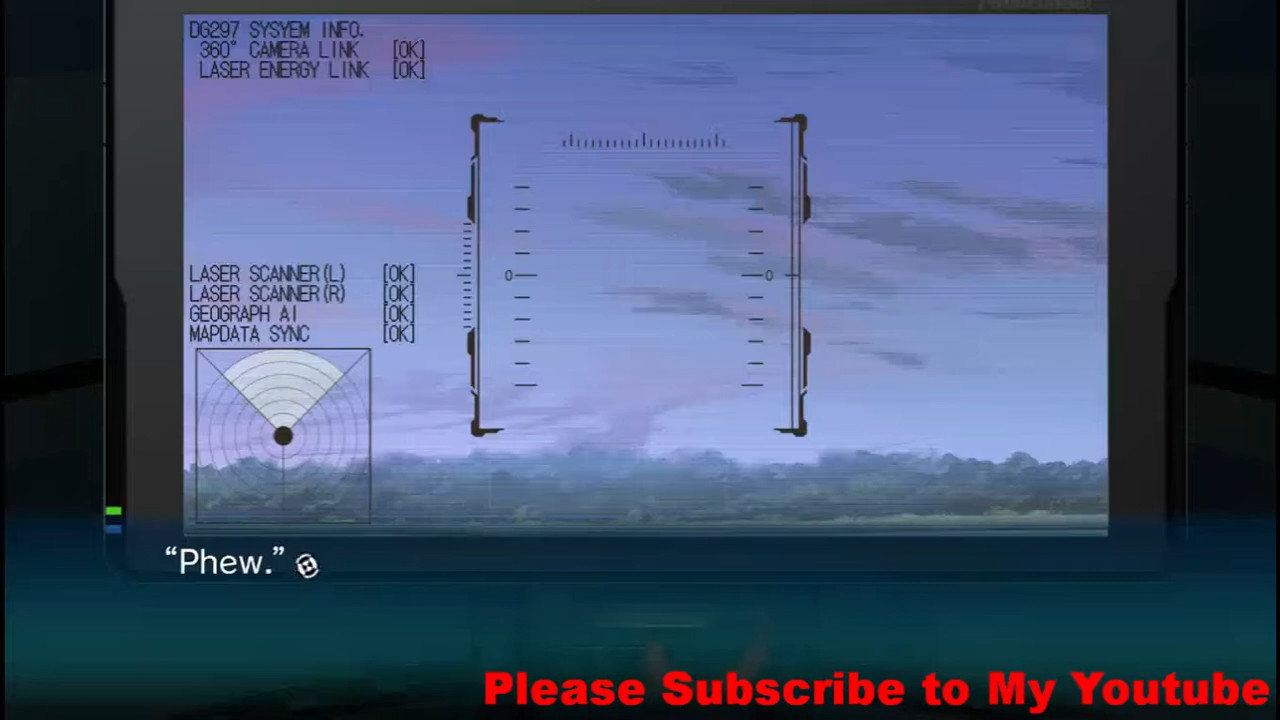 DG297 SYSYEM INFO.
360° CAMERA LINK [OK]
LASER ENERGY LINK [OK]
0 0
LASER SCANNER(L) [OK]
LASER SCANNER(R) [OK]
GEOGRAPH AI [OK]
MAPDATA SYNC [OK]
“Phew.”
Please Subscribe to My Youtube